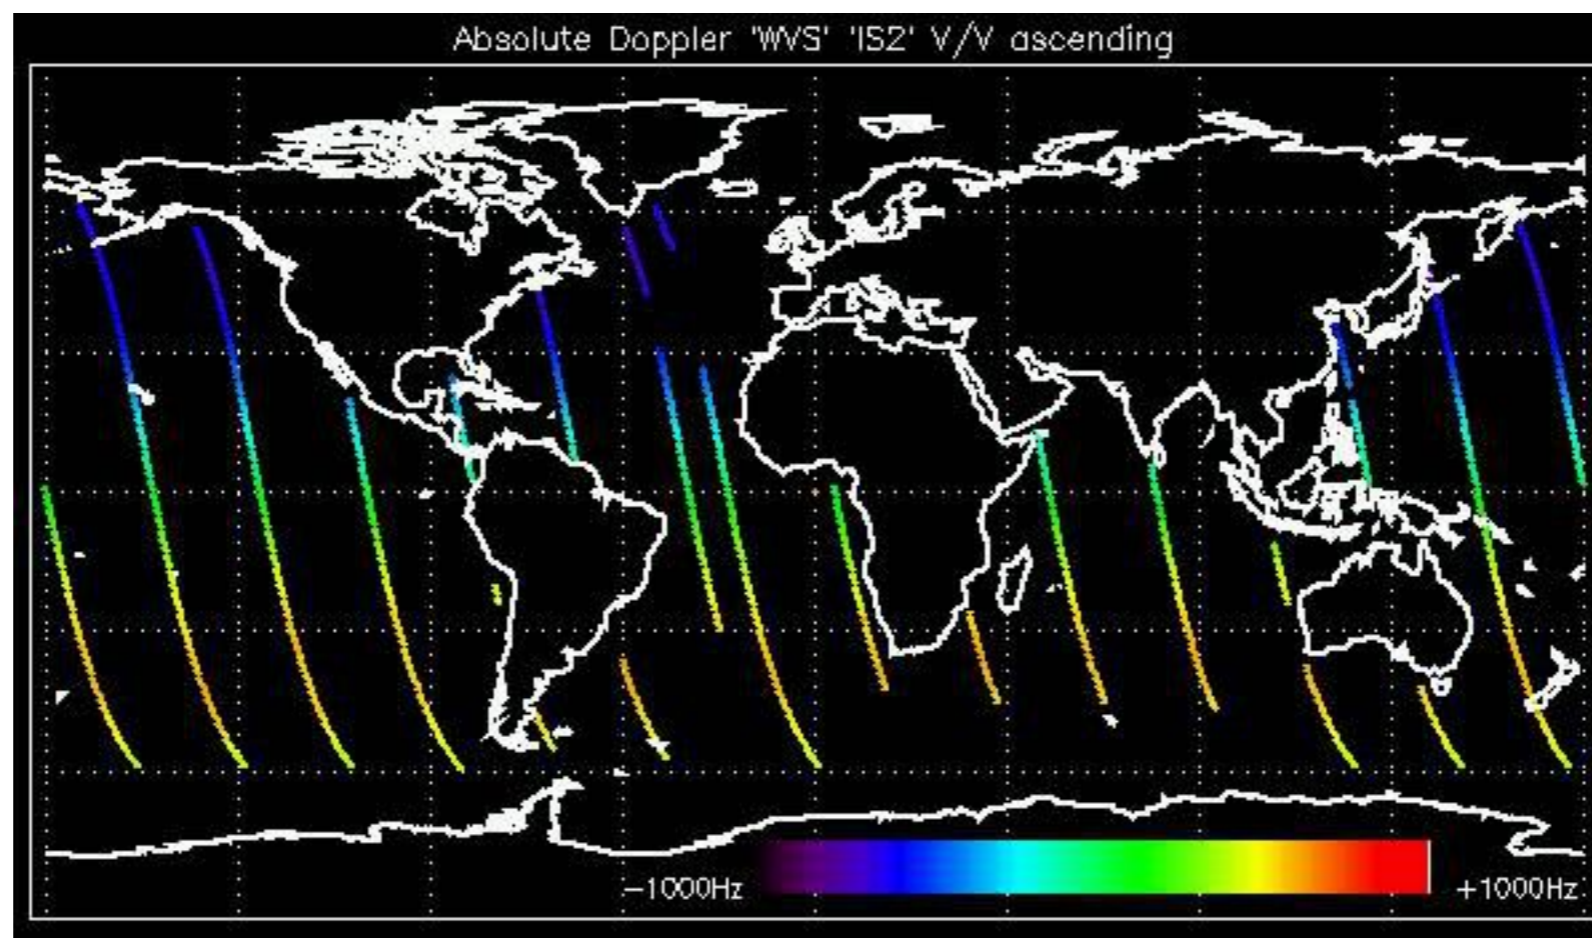 Absolute Doppler 'WVS' 'IS2' V/V ascending
-1000Hz +1000Hz